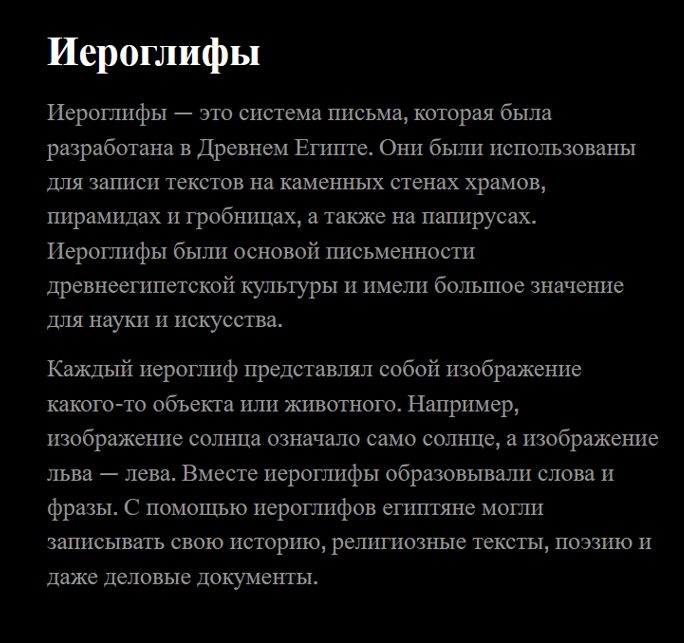 Иероглифы
Иероглифы — это система письма, которая была
разработана в Древнем Египте. Они были использованы
для записи текстов на каменных стенах храмов,
пирамидах и гробницах, а также на папирусах.
Иероглифы были основой письменности
древнеегипетской культуры и имели большое значение
для науки и искусства.
Каждый иероглиф представлял собой изображение
какого-то объекта или животного. Например,
изображение солнца означало само солнце, а изображение
льва — лева. Вместе иероглифы образовывали слова и
фразы. С помощью иероглифов египтяне могли
записывать свою историю, религиозные тексты, поэзию и
даже деловые документы.